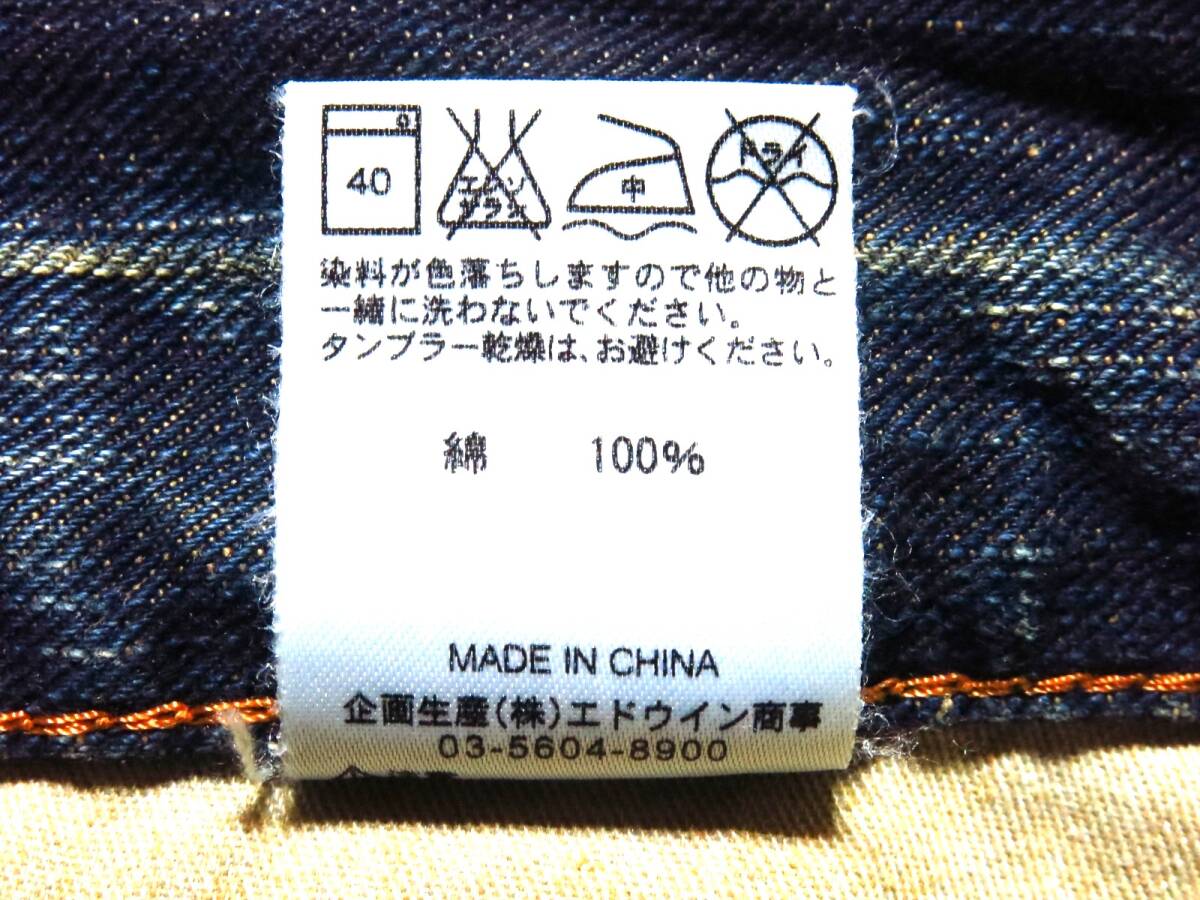 40
エンソ
プラス
中
ドライ
染料が色落ちしますので他の物と
一緒に洗わないでください。
タンブラー乾燥は、お避けください。
綿 100%
MADE IN CHINA
企画生産(株)エドウイン商事
03-5604-8900